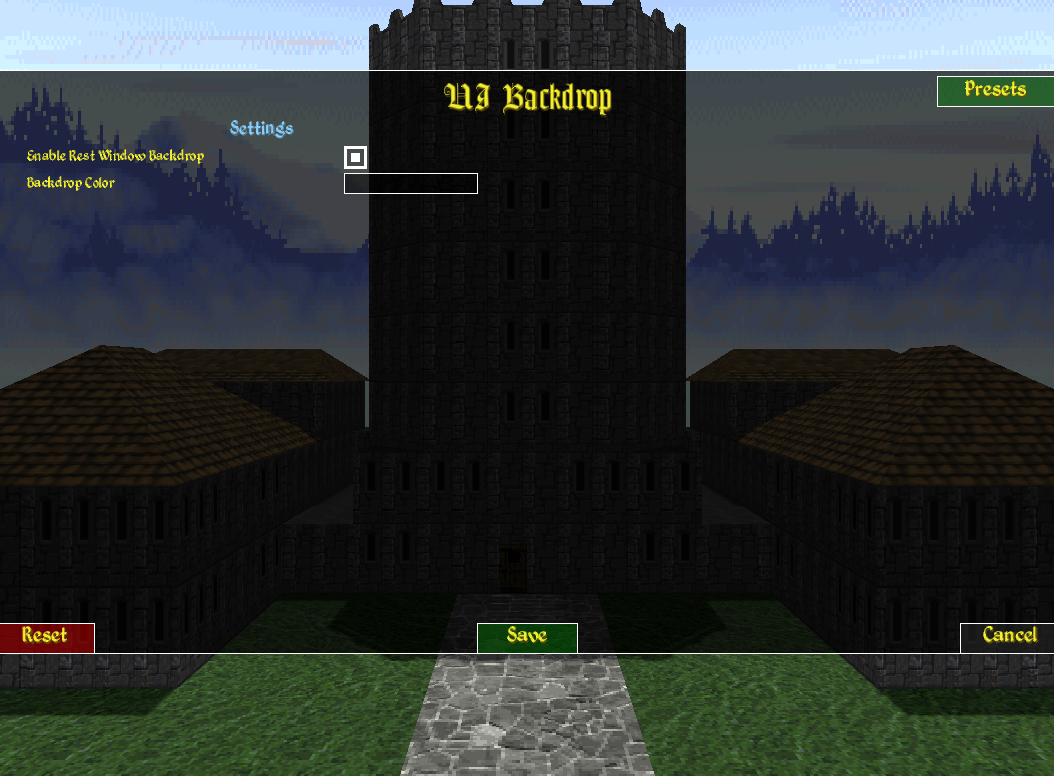 UI Backdrop
Presets
Settings
Enable Rest Window Backdrop
Backdrop Color
Reset
Save
Cancel